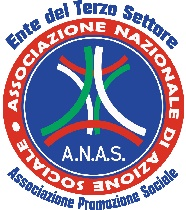 Ente del Terzo Settore
ASSOCIAZIONE NAZIONALE DI AZIONE SOCIALE
A.N.A.S.
Associazione Promozione Sociale